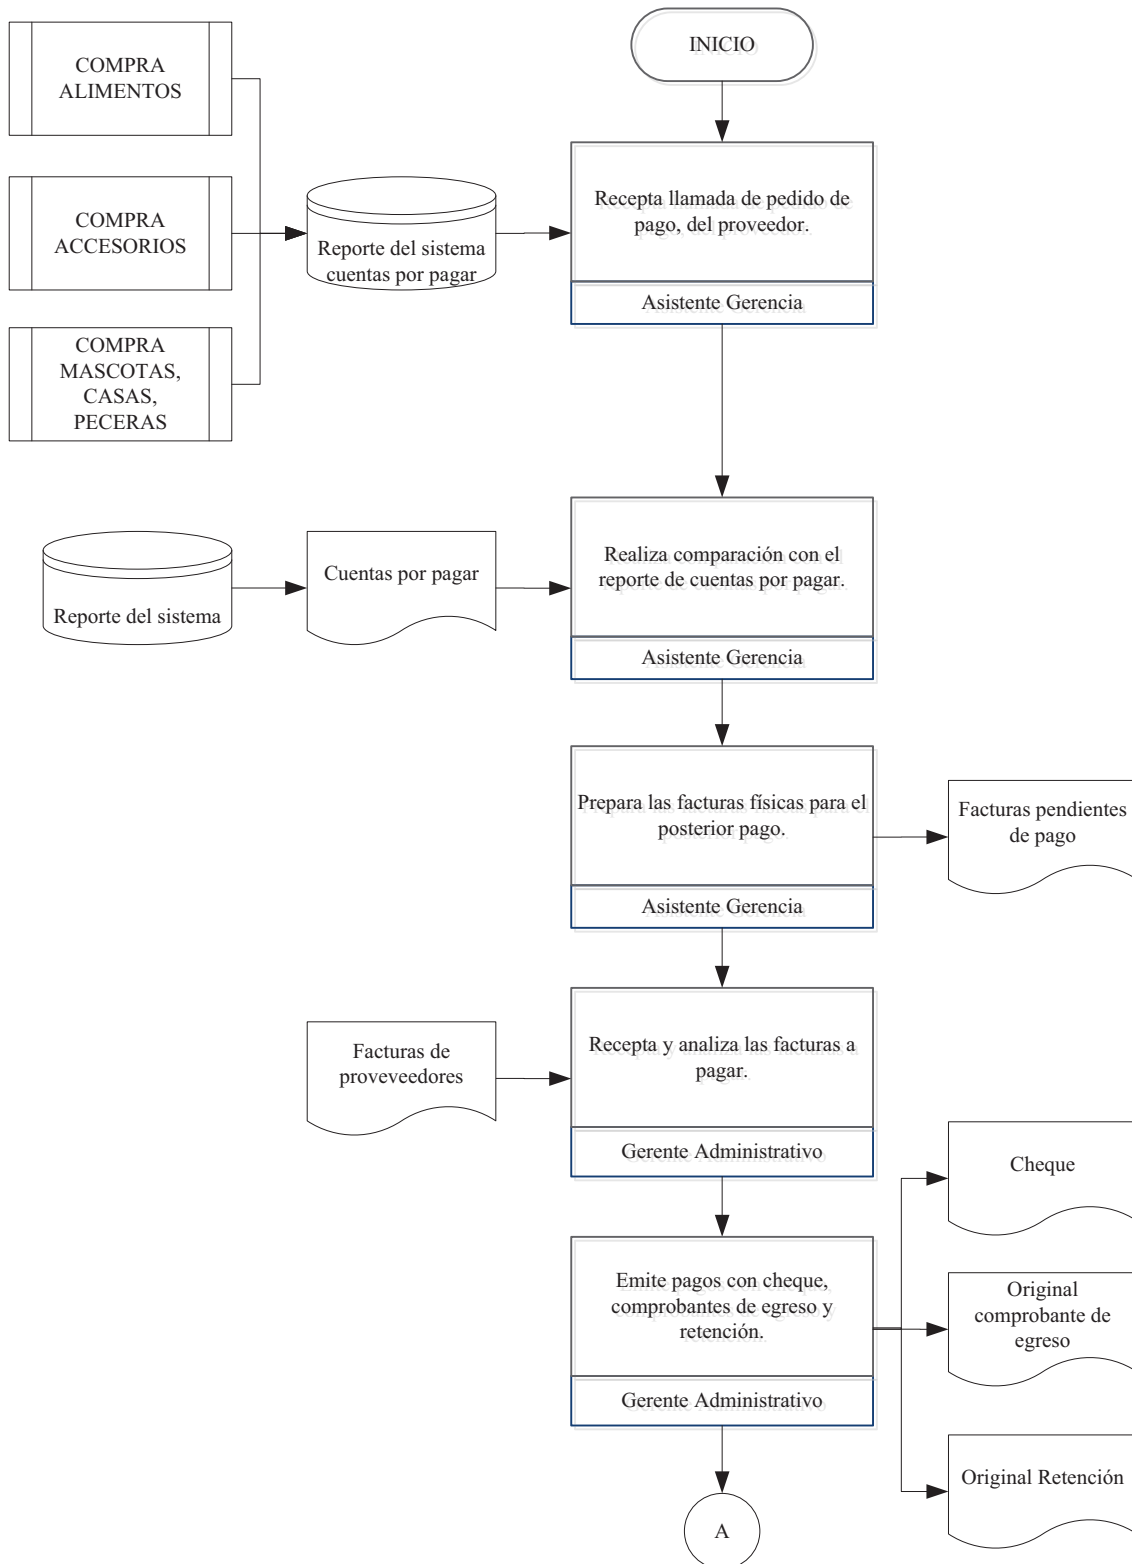 INICIO
COMPRA
ALIMENTOS
COMPRA
ACCESORIOS
COMPRA
MASCOTAS,
CASAS,
PECERAS
Reporte del sistema
cuentas por pagar
Recepta llamada de pedido de
pago, del proveedor.
Asistente Gerencia
Reporte del sistema
Cuentas por pagar
Realiza comparación con el
reporte de cuentas por pagar.
Asistente Gerencia
Prepara las facturas físicas para el
posterior pago.
Asistente Gerencia
Facturas pendientes
de pago
Facturas de
proveveedores
Recepta y analiza las facturas a
pagar.
Gerente Administrativo
Emite pagos con cheque,
comprobantes de egreso y
retención.
Gerente Administrativo
Cheque
Original
comprobante de
egreso
Original Retención
A